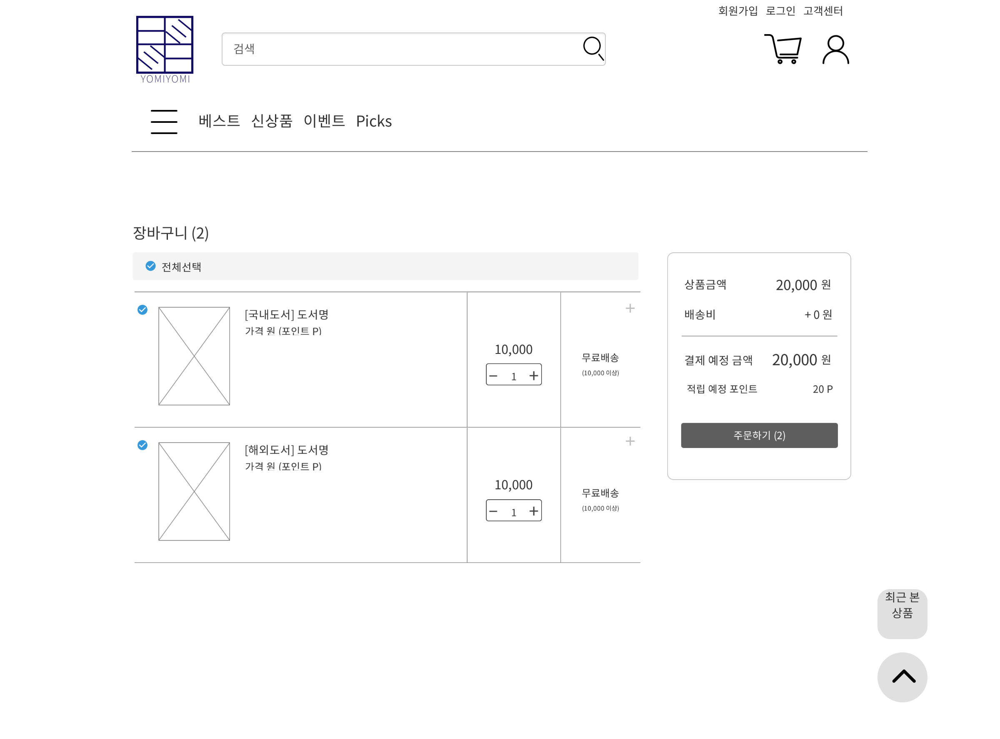 회원가입 로그인 고객센터
검색
YOMIYOMI
베스트 신상품 이벤트 Picks
장바구니 (2)
전체선택
[국내도서] 도서명
가격 원 (포인트 P)
10,000
1
무료배송
(10,000 이상)
[해외도서] 도서명
가격 원 (포인트 P)
10,000
1
무료배송
(10,000 이상)
상품금액 20,000 원
배송비 + 0 원
결제 예정 금액 20,000 원
적립 예정 포인트 20 P
주문하기 (2)
최근 본
상품